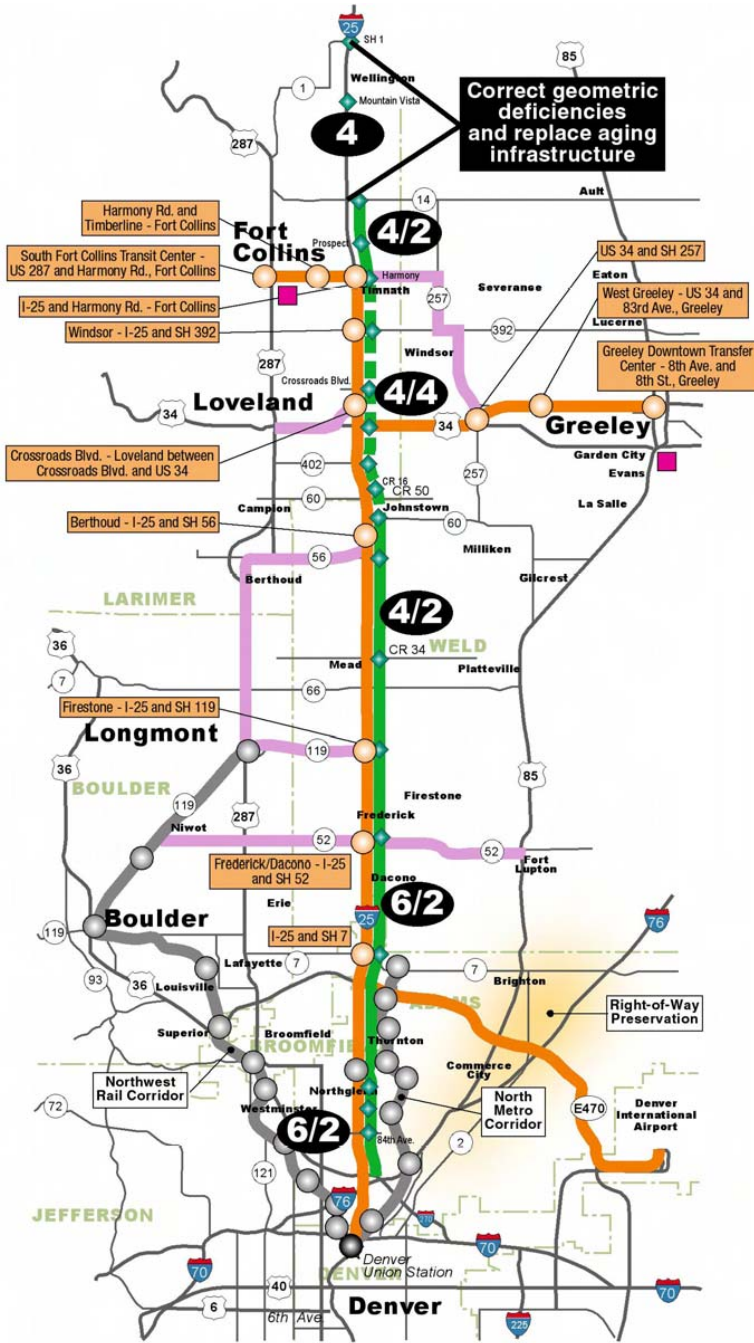 25
SH 1
85
Wellington
1
Mountain Vista
Correct geometric
deficiencies
and replace aging
infrastructure
4
287
14
Ault
Harmony Rd. and
Timberline - Fort Collins
Fort
Collins
4/2
Prospect
South Fort Collins Transit Center -
US 287 and Harmony Rd., Fort Collins
US 34 and SH 257
Harmony
Timnath
Eaton
Severange
I-25 and Harmony Rd. - Fort Collins
257
West Greeley - US 34 and
83rd Ave., Greeley
Windsor - I-25 and SH 392
392
Lucerne
Windsor
287
Greeley Downtown Transfer
Center - 8th Ave. and
8th St., Greeley
Crossroads Blvd.
4/4
Loveland
34
34
Greeley
Crossroads Blvd. - Loveland between
Crossroads Blvd. and US 34
402
Garden City
Evans
257
CR 16
CR 50
60
Campion
Johnstown
La Salle
Berthoud - I-25 and SH 56
60
Milliken
56
Berthoud
Gilcrest
LARIMER
4/2
WELD
36
CR 34
Mead
Platteville
7
66
Firestone - I-25 and SH 119
Longmont
119
36
85
BOULDER
119
Firestone
287
Frederick
Niwot
52
52
Fort
Lupton
Frederick/Dacono - I-25
and SH 52
Dacono
Erie
6/2
25
76
Boulder
I-25 and SH 7
119
Lafayette
7
7
93
36
Brighton
Louisville
ADAMS
Right-of-Way
Preservation
Superior
Broomfield
BROOMFIE
Thornton
Commerce
City
Northwest
Rail Corridor
Northglenn
North
Metro
Corridor
E470
Denver
International
Airport
72
Westminster
6/2
84th Ave.
2
121
76
JEFFERSON
270
70
70
Denver
Union Station
DENVER
40
70
6
6th Ave.
Denver
225